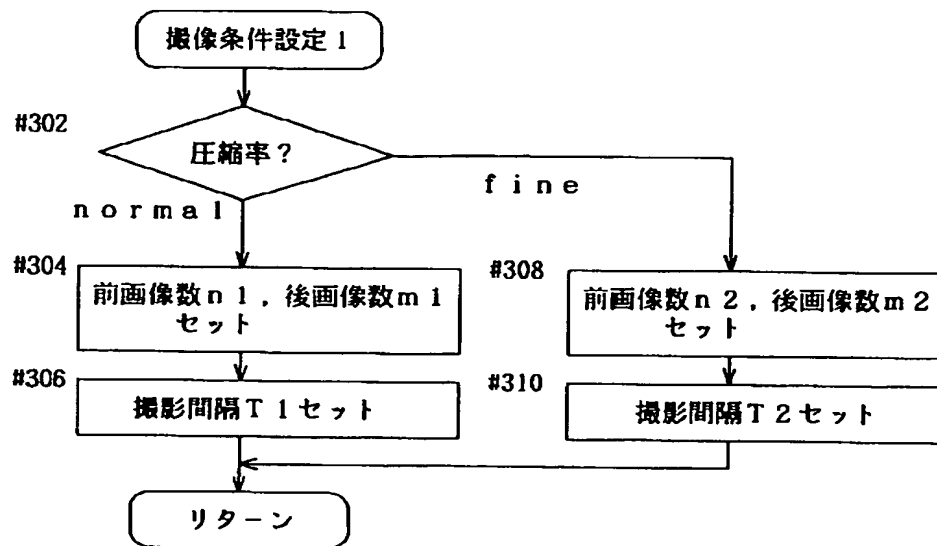 撮像条件設定1
#302
圧縮率?
normal
fine
#304
前画像数n1,後画像数m1
セット
#306
撮影間隔T1セット
#308
前画像数n2,後画像数m2
セット
#310
撮影間隔T2セット
リターン